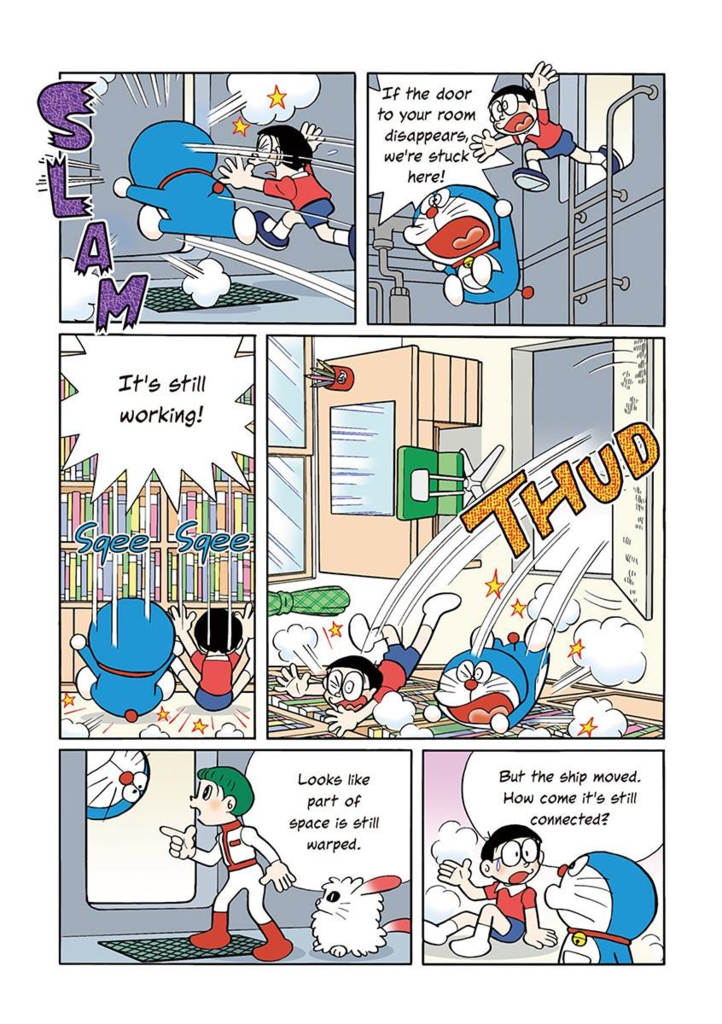 SLAM
If the door
to your room
disappears,
we're stuck
here!
It's still
working!
Sqee Sqee
THUD
Looks like
part of
space is still
warped.
But the ship moved.
How come it's still
connected?